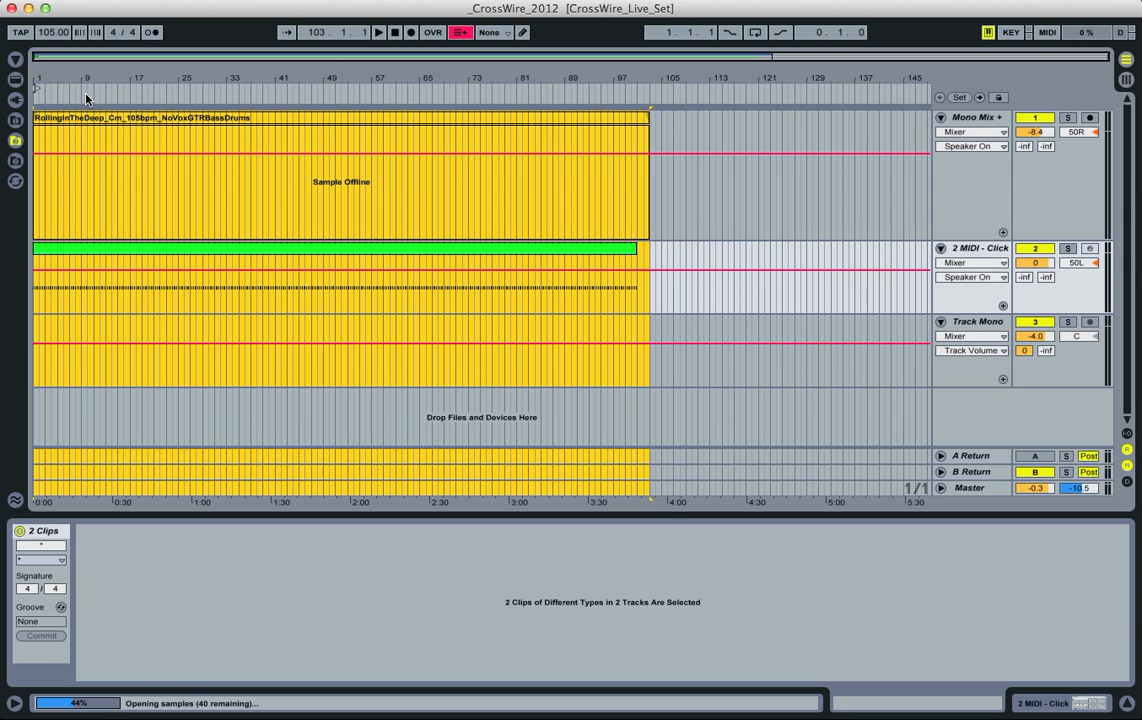 _CrossWire_2012 [CrossWire_Live_Set]
TAP 105.00 4 / 4 103. 1. 1 OVR None 1. 1. 1 0. 1. 0 KEY MIDI 0 % D
1 9 17 25 33 41 49 57 65 73 81 89 97 105 113 121 129 137 145
Set
RollingInTheDeep_Cm_105bpm_NoVoxGTRBassDrums
Mono Mix + 1 S
Mixer -8.4 50R
Speaker On -inf -inf
Sample Offline
2 MIDI - Click 2 S
Mixer 0 50L
Speaker On -inf -inf
Track Mono 3 S
Mixer -4.0 C
Track Volume 0 -inf
Drop Files and Devices Here
A Return A S Post
B Return B S Post
Master -0.3 -10.5
1/1
0:00 0:30 1:00 1:30 2:00 2:30 3:00 3:30 4:00 4:30 5:00 5:30
2 Clips
*
*
Signature
4 / 4
Groove
None
Commit
2 Clips of Different Types in 2 Tracks Are Selected
44% Opening samples (40 remaining)...
2 MIDI - Click